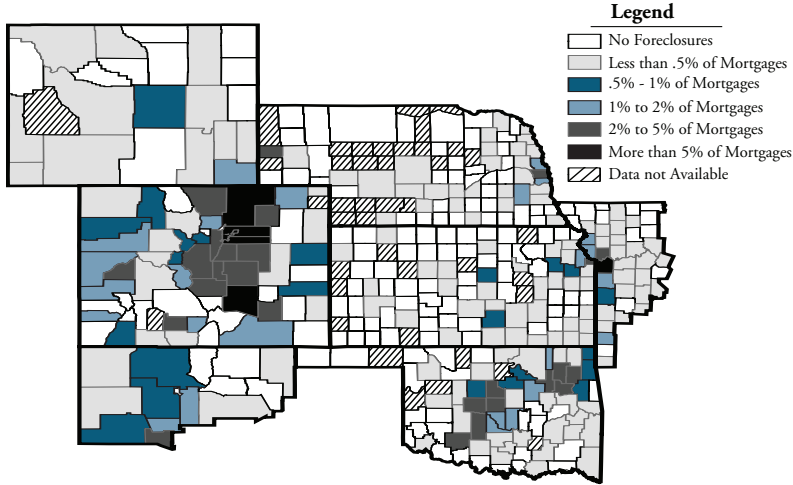 Legend
No Foreclosures
Less than .5% of Mortgages
.5% - 1% of Mortgages
1% to 2% of Mortgages
2% to 5% of Mortgages
More than 5% of Mortgages
Data not Available